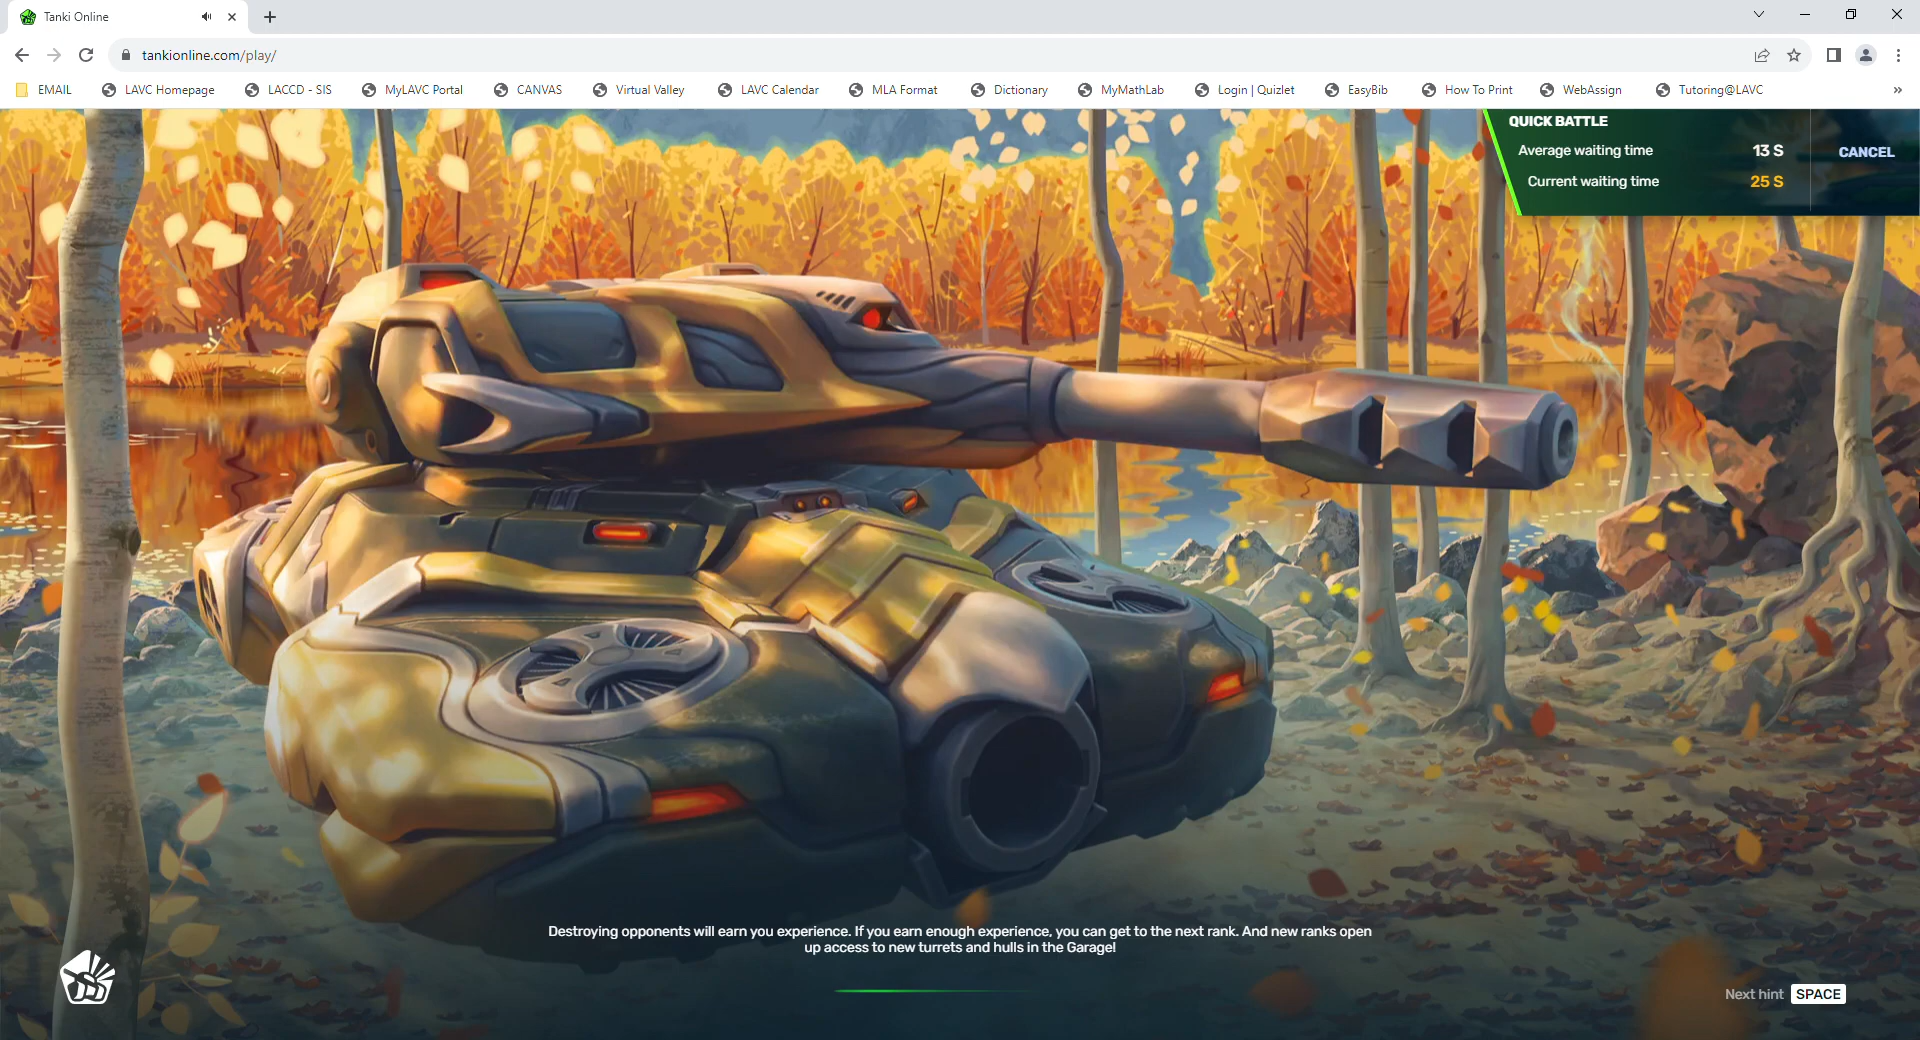 Tanki Online
tankionline.com/play/
EMAIL LAVC Homepage LACCD - SIS MyLAVC Portal CANVAS Virtual Valley LAVC Calendar MLA Format Dictionary MyMathLab Login | Quizlet EasyBib How To Print WebAssign Tutoring@LAVC »
QUICK BATTLE
Average waiting time 13 S
CANCEL
Current waiting time 25 S
Destroying opponents will earn you experience. If you earn enough experience, you can get to the next rank. And new ranks open
up access to new turrets and hulls in the Garage!
Next hint SPACE